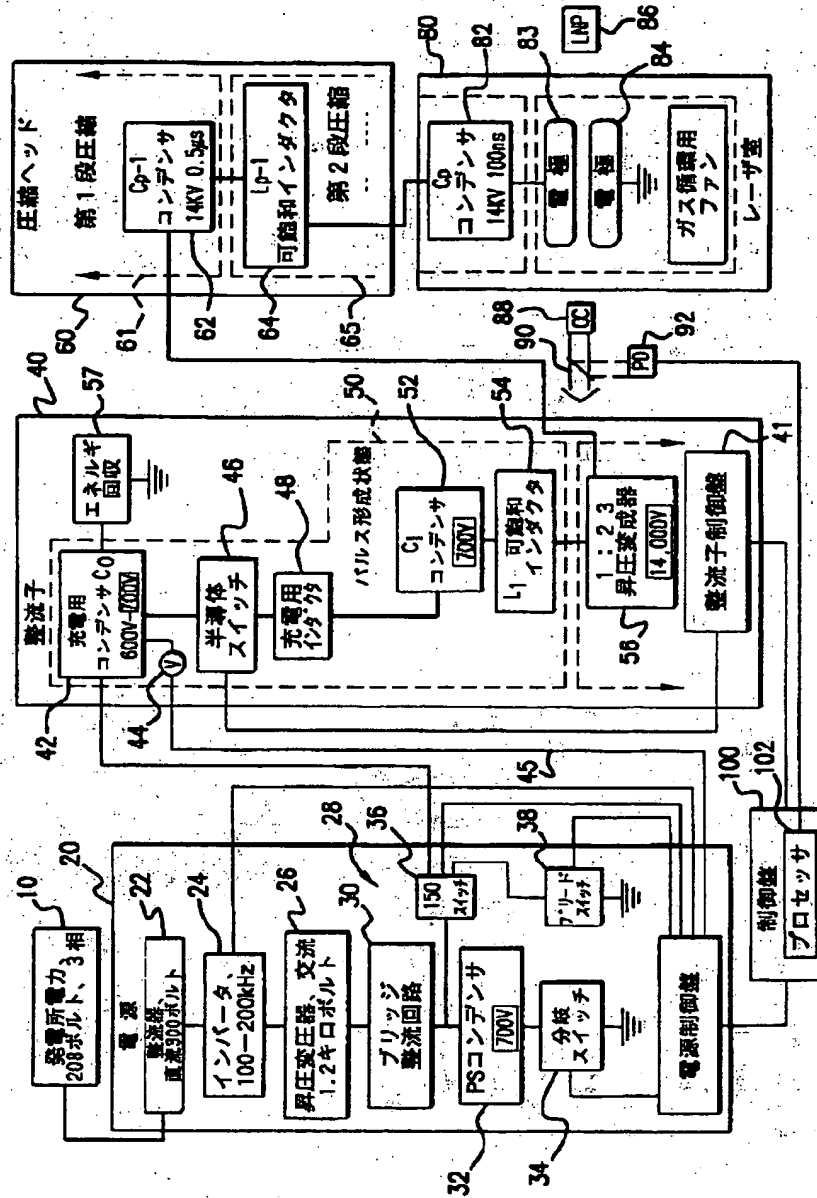 10
発電所電力、
208ボルト、3相
20
電源
22
整流器、
直流300ボルト
24
インバータ、
100-200kHz
26
昇圧変圧器、交流
1.2キロボルト
28
30
ブリッジ
整流回路
36
150
スイッチ
32
PSコンデンサ
700V
38
ブリードスイッチ
34
分岐
スイッチ
電源制御盤
100
制御盤
102
プロセッサ
40
整流子
42
充電用
コンデンサC0
600V-700V
57
エネルギ
回収
44
V
45
46
半導体
スイッチ
48
充電用
インダクタ
50
パルス形成状態
52
C1
コンデンサ
700V
54
L1 可飽和
インダクタ
56
1:23
昇圧変成器
14,000V
41
整流子制御盤
60
圧縮ヘッド
61
第1段圧縮
62
Cp-1
コンデンサ
14KV 0.5μs
64
Lp-1
可飽和インダクタ
65
第2段圧縮
80
82
Cp
コンデンサ
14KV 100ns
83
電極
84
電極
ガス循環用
ファン
レーザ室
86
LNP
88
OC
90
92
PD